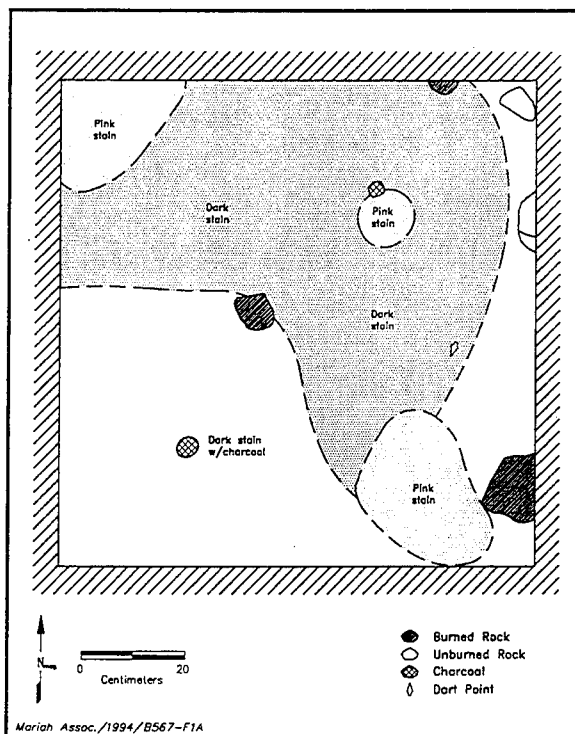 Pink
stain
Dark
stain
Pink
stain
Dark
stain
Dark stain
w/charcoal
Pink
stain
N
0 20
Centimeters
Burned Rock
Unburned Rock
Charcoal
Dart Point
Mariah Assoc./1994/B567-F1A